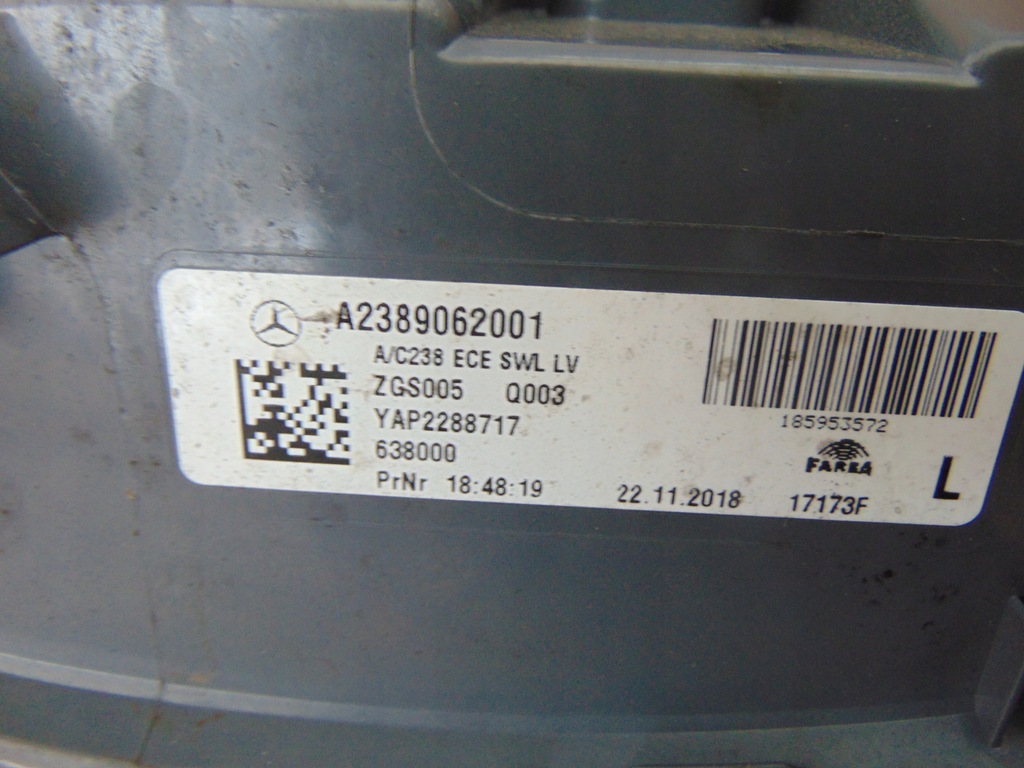 A2389062001
A/C238 ECE SWL LV
ZGS005 Q003
YAP2288717
638000
PrNr 18:48:19
22.11.2018
185953572
FARBA
17173F
L